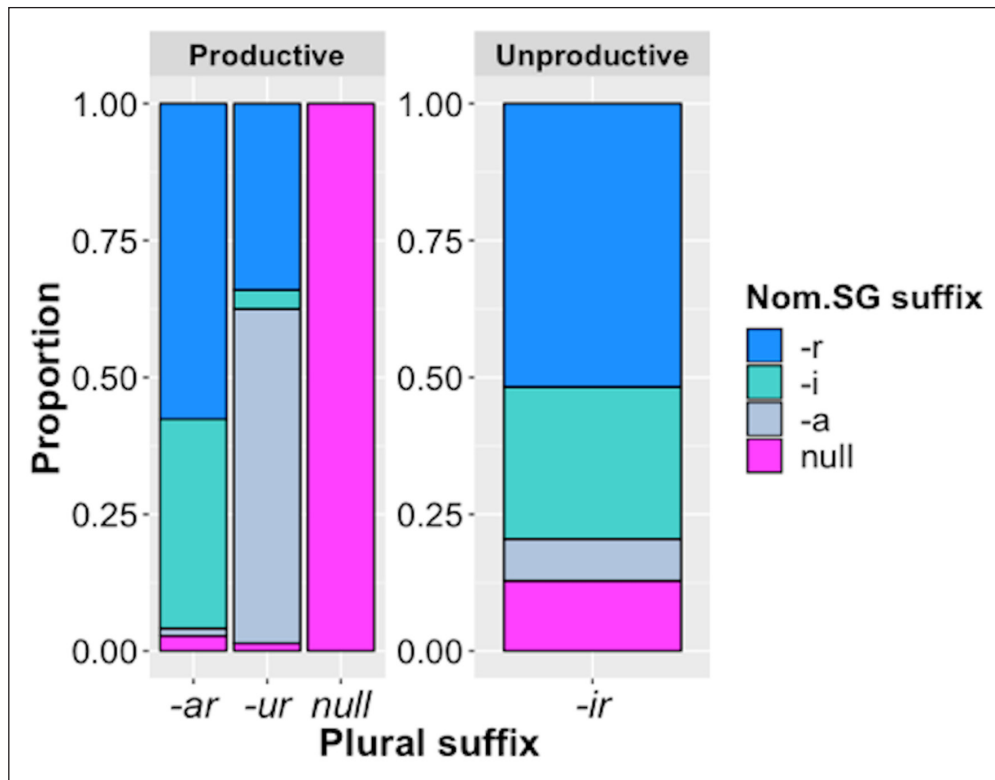 Productive
Unproductive
1.00
0.75
0.50
0.25
0.00
1.00
0.75
0.50
0.25
0.00
Proportion
-ar -ur null
-ir
Plural suffix
Nom.SG suffix
-r
-i
-a
null